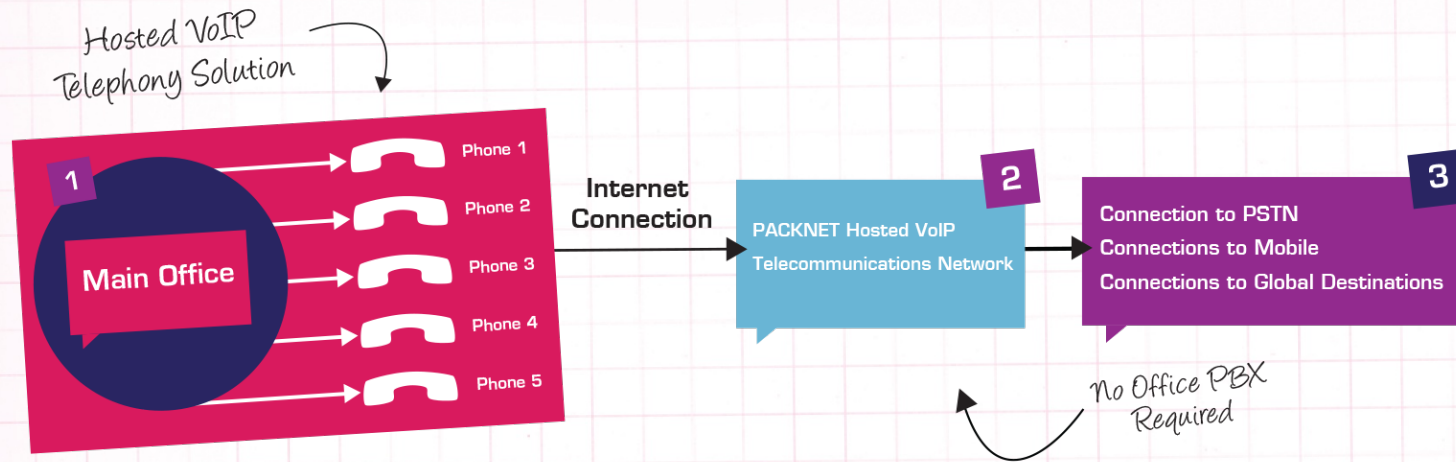 Hosted VoIP
Telephony Solution
1
Main Office
Phone 1
Phone 2
Phone 3
Phone 4
Phone 5
Internet
Connection
2
PACKNET Hosted VoIP
Telecommunications Network
3
Connection to PSTN
Connections to Mobile
Connections to Global Destinations
No Office PBX
Required